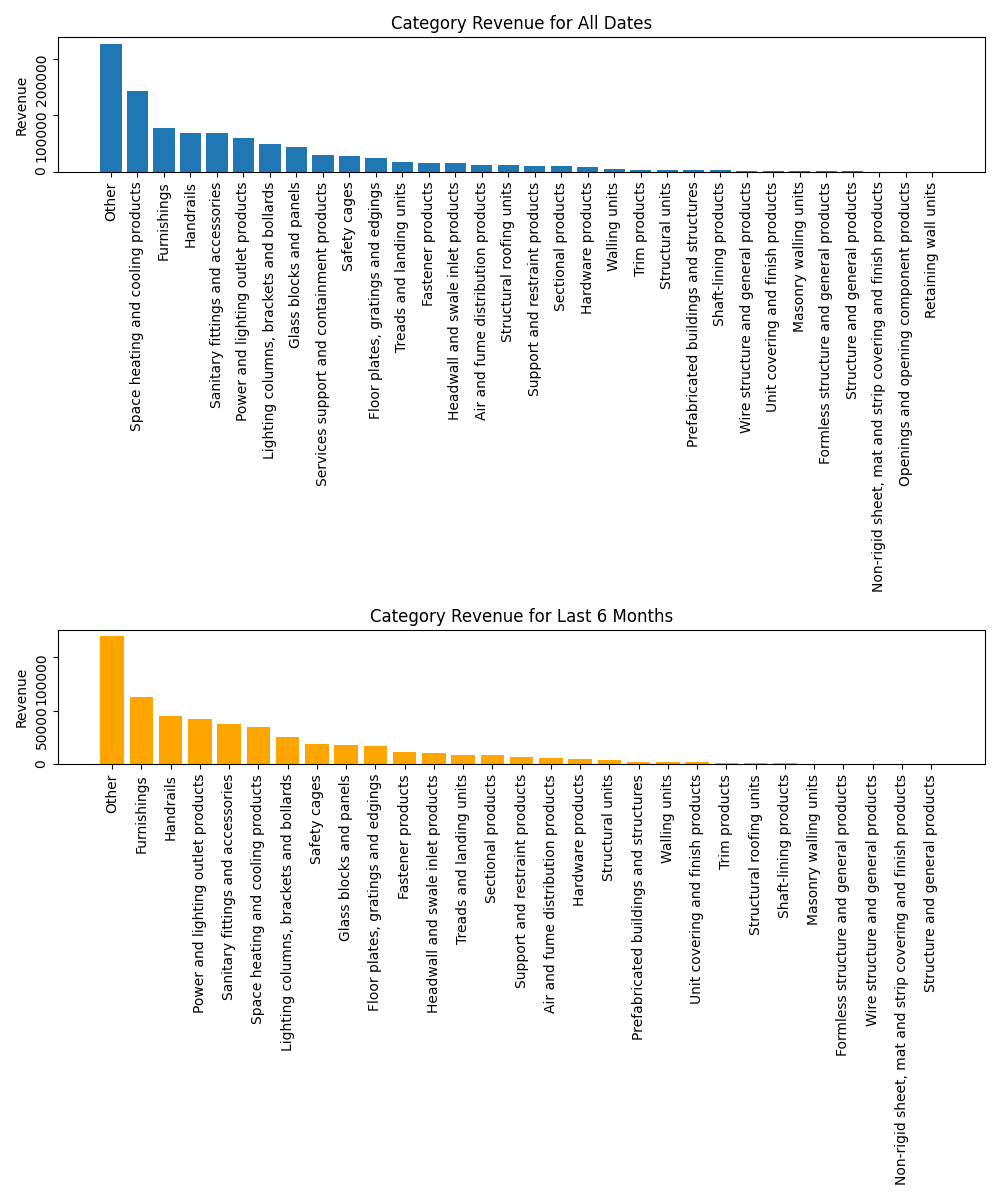 Category Revenue for All Dates
Revenue
0
100000
200000
Other
Space heating and cooling products
Furnishings
Handrails
Sanitary fittings and accessories
Power and lighting outlet products
Lighting columns, brackets and bollards
Glass blocks and panels
Services support and containment products
Safety cages
Floor plates, gratings and edgings
Treads and landing units
Fastener products
Headwall and swale inlet products
Air and fume distribution products
Structural roofing units
Support and restraint products
Sectional products
Hardware products
Walling units
Trim products
Structural units
Prefabricated buildings and structures
Shaft-lining products
Wire structure and general products
Unit covering and finish products
Masonry walling units
Formless structure and general products
Structure and general products
Non-rigid sheet, mat and strip covering and finish products
Openings and opening component products
Retaining wall units
Category Revenue for Last 6 Months
Revenue
0
50000
100000
Other
Furnishings
Handrails
Power and lighting outlet products
Sanitary fittings and accessories
Space heating and cooling products
Lighting columns, brackets and bollards
Safety cages
Glass blocks and panels
Floor plates, gratings and edgings
Fastener products
Headwall and swale inlet products
Treads and landing units
Sectional products
Support and restraint products
Air and fume distribution products
Hardware products
Structural units
Prefabricated buildings and structures
Walling units
Unit covering and finish products
Trim products
Structural roofing units
Shaft-lining products
Masonry walling units
Formless structure and general products
Wire structure and general products
Non-rigid sheet, mat and strip covering and finish products
Structure and general products